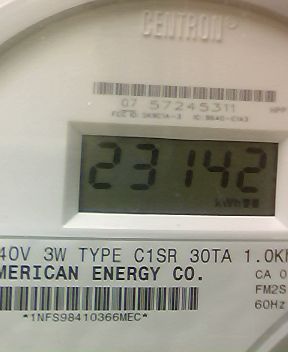 CENTRON
07 57245311
23142
kWh
40V 3W TYPE C1SR 30TA 1.0K
MERICAN ENERGY CO.
CA 0
FM2S
60Hz
*1NFS98410366MEC*